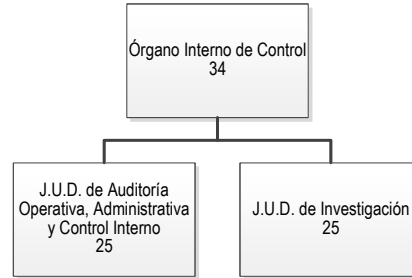 Órgano Interno de Control
34
J.U.D. de Auditoría
Operativa, Administrativa
y Control Interno
25
J.U.D. de Investigación
25